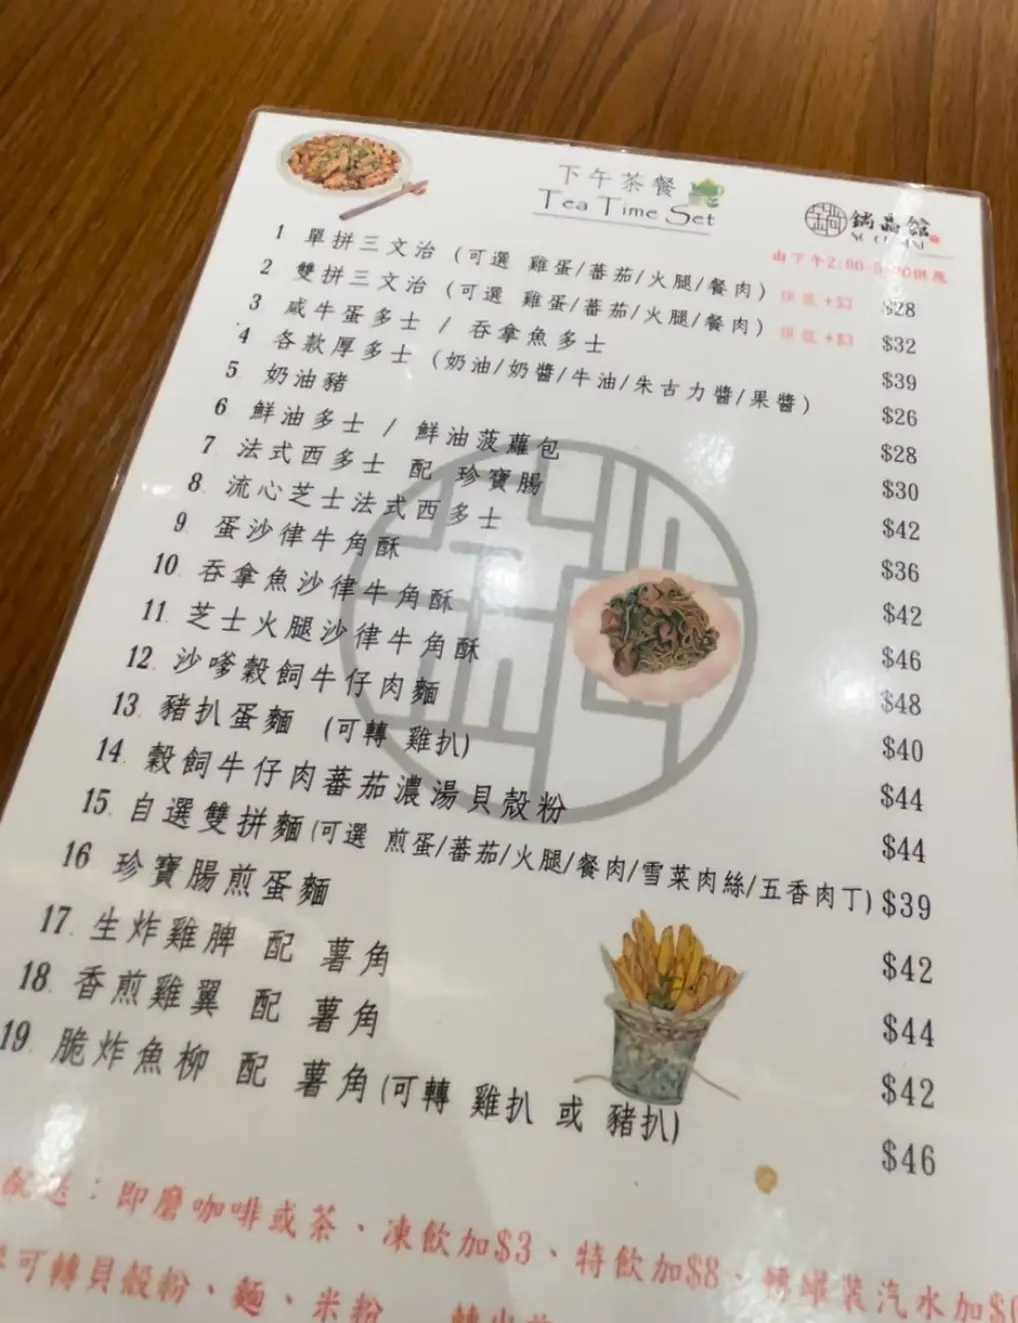 下午茶餐
Tea Time Set
由下午2:00-5:00供應
1 單拼三文治 (可選 雞蛋/蕃茄/火腿/餐肉) 烘底+$3 $28
2 雙拼三文治 (可選 雞蛋/蕃茄/火腿/餐肉) 烘底+$3 $32
3 咸牛蛋多士 / 吞拿魚多士 $39
4 各款厚多士 (奶油/奶醬/牛油/朱古力醬/果醬) $26
5. 奶油豬 $28
6 鮮油多士 / 鮮油菠蘿包 $30
7. 法式西多士 配 珍寶腸 $42
8. 流心芝士法式西多士 $36
9. 蛋沙律牛角酥 $42
10. 吞拿魚沙律牛角酥 $46
11. 芝士火腿沙律牛角酥 $48
12. 沙嗲穀飼牛仔肉麵 $40
13. 豬扒蛋麵 (可轉 雞扒) $44
14. 穀飼牛仔肉蕃茄濃湯貝殼粉 $44
15. 自選雙拼麵(可選 煎蛋/蕃茄/火腿/餐肉/雪菜肉絲/五香肉丁) $39
16 珍寶腸煎蛋麵 $42
17. 生炸雞脾 配 薯角 $44
18. 香煎雞翼 配 薯角 $42
19. 脆炸魚柳 配 薯角(可轉 雞扒 或 豬扒) $46
：即磨咖啡或茶、凍飲加$3、特飲加$8、轉罐裝汽水加$
可轉貝殼粉、麵、米粉